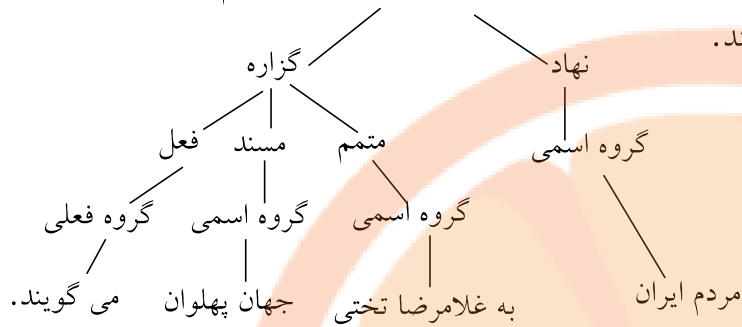 ند.
نهاد گزاره
گروه اسمی متمم مسند فعل
گروه اسمی گروه اسمی گروه فعلی
مردم ایران به غلامرضا تختی جهان پهلوان می گویند.